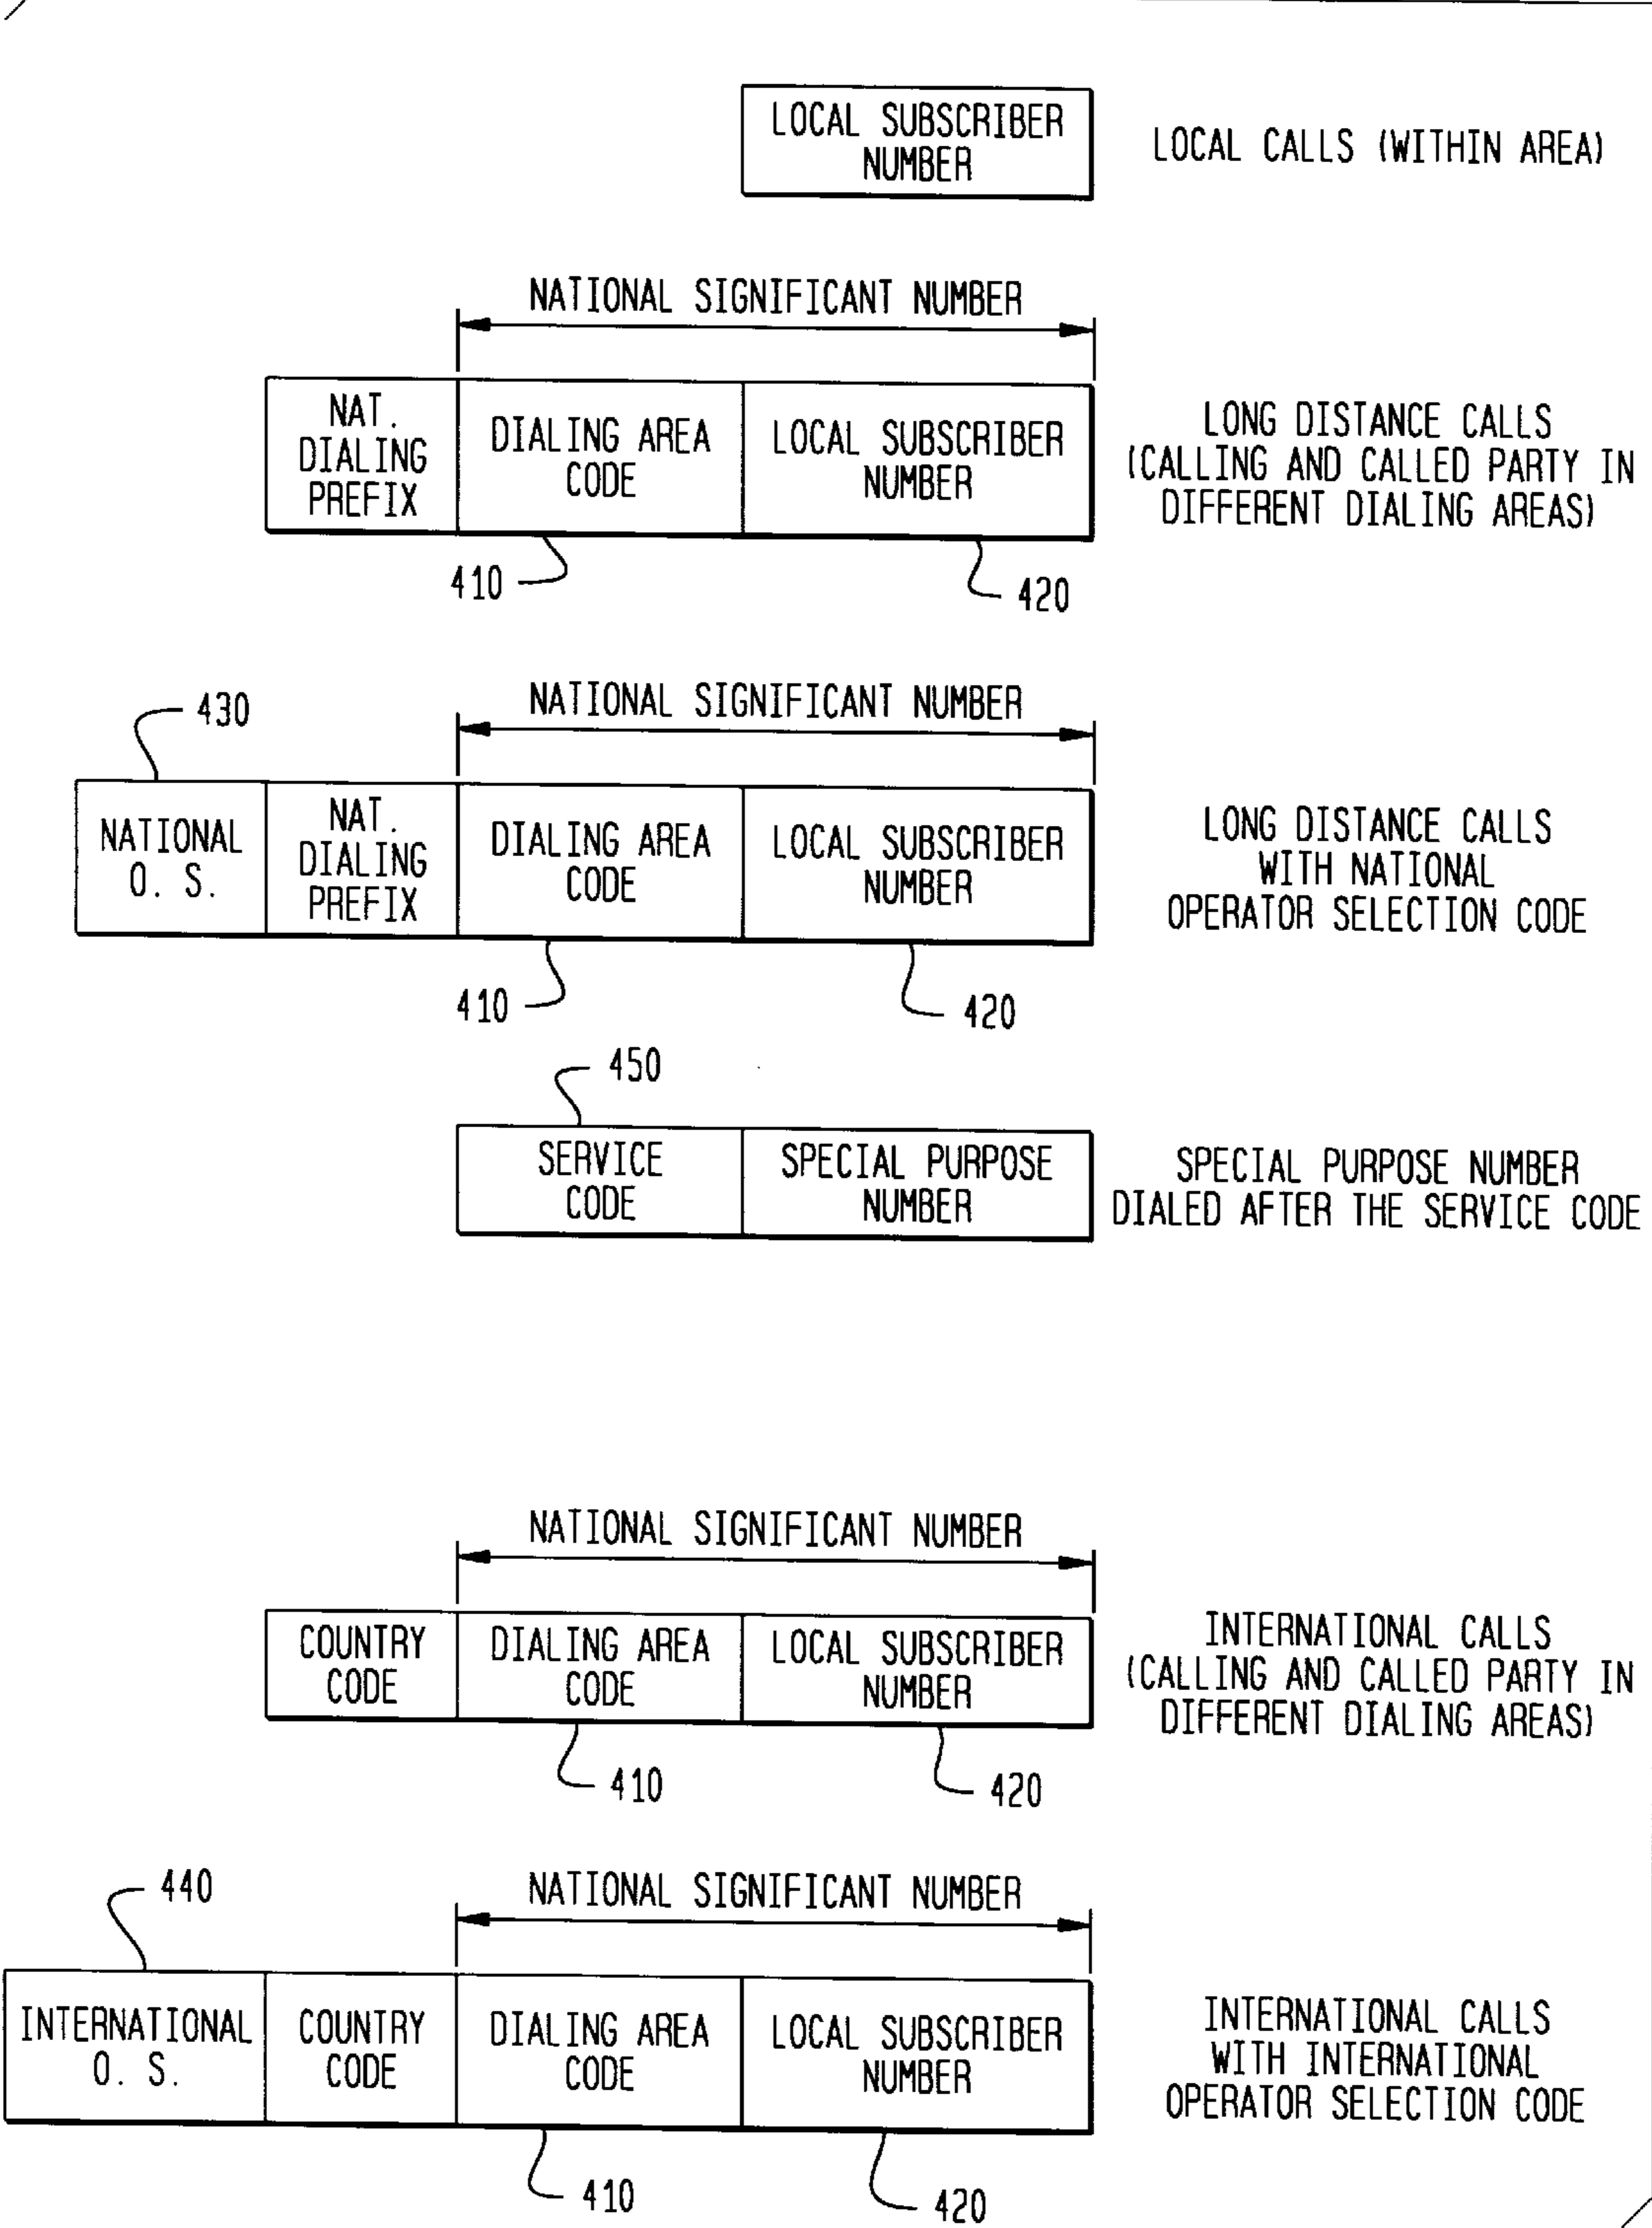 LOCAL SUBSCRIBER
NUMBER
LOCAL CALLS (WITHIN AREA)
NATIONAL SIGNIFICANT NUMBER
NAT.
DIALING
PREFIX
DIALING AREA
CODE
LOCAL SUBSCRIBER
NUMBER
LONG DISTANCE CALLS
(CALLING AND CALLED PARTY IN
DIFFERENT DIALING AREAS)
410
420
430
NATIONAL SIGNIFICANT NUMBER
NATIONAL
O. S.
NAT.
DIALING
PREFIX
DIALING AREA
CODE
LOCAL SUBSCRIBER
NUMBER
LONG DISTANCE CALLS
WITH NATIONAL
OPERATOR SELECTION CODE
410
420
450
SERVICE
CODE
SPECIAL PURPOSE
NUMBER
SPECIAL PURPOSE NUMBER
DIALED AFTER THE SERVICE CODE
NATIONAL SIGNIFICANT NUMBER
COUNTRY
CODE
DIALING AREA
CODE
LOCAL SUBSCRIBER
NUMBER
INTERNATIONAL CALLS
(CALLING AND CALLED PARTY IN
DIFFERENT DIALING AREAS)
410
420
440
NATIONAL SIGNIFICANT NUMBER
INTERNATIONAL
O. S.
COUNTRY
CODE
DIALING AREA
CODE
LOCAL SUBSCRIBER
NUMBER
INTERNATIONAL CALLS
WITH INTERNATIONAL
OPERATOR SELECTION CODE
410
420